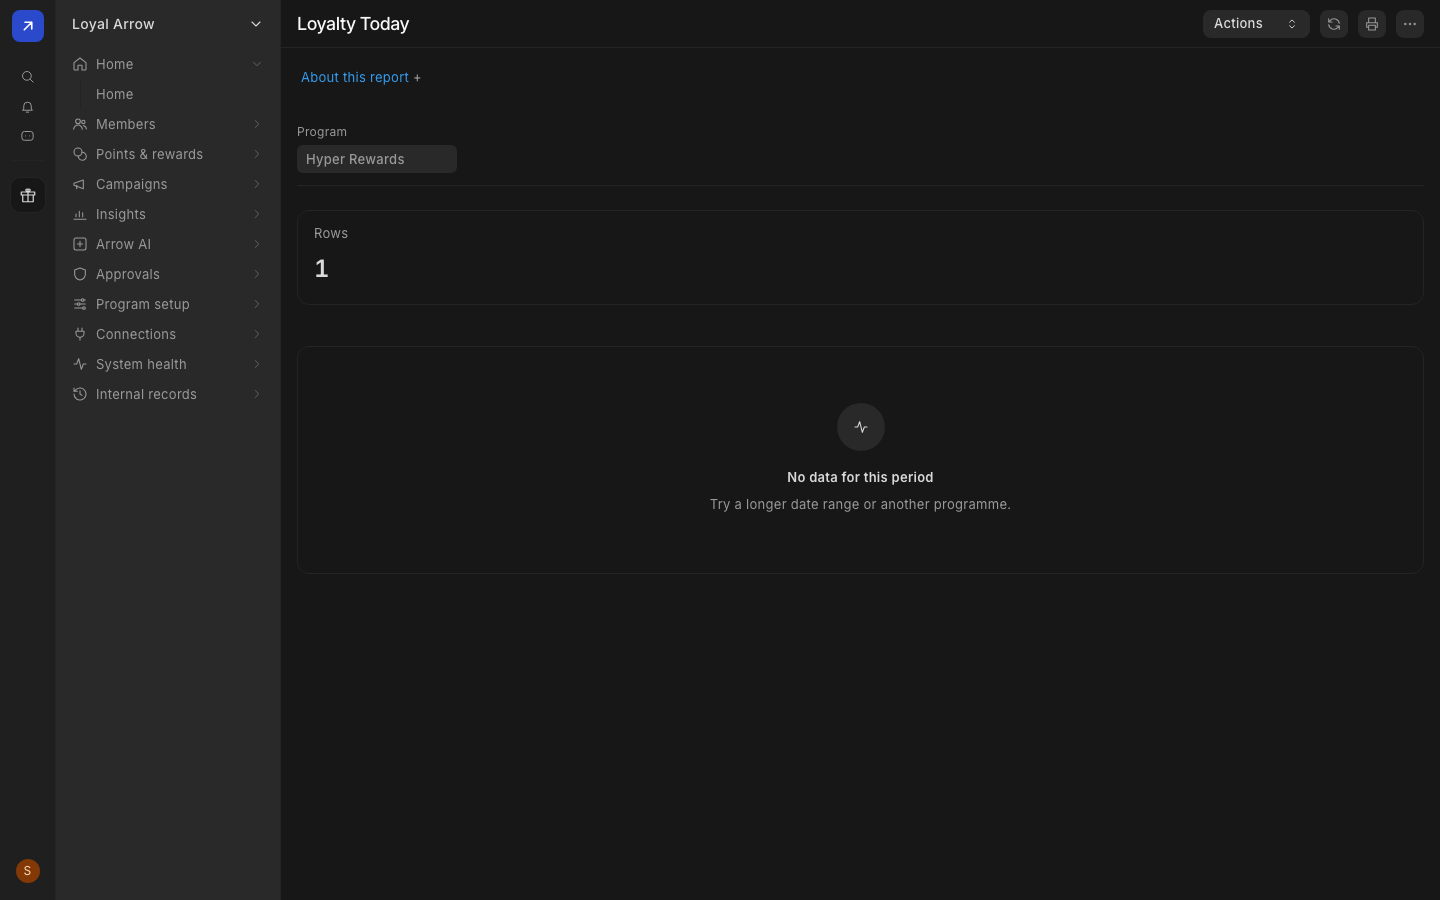 Loyal Arrow
Home
Home
Members
Points & rewards
Campaigns
Insights
Arrow AI
Approvals
Program setup
Connections
System health
Internal records
S
Loyalty Today
Actions
About this report +
Program
Hyper Rewards
Rows
1
No data for this period
Try a longer date range or another programme.